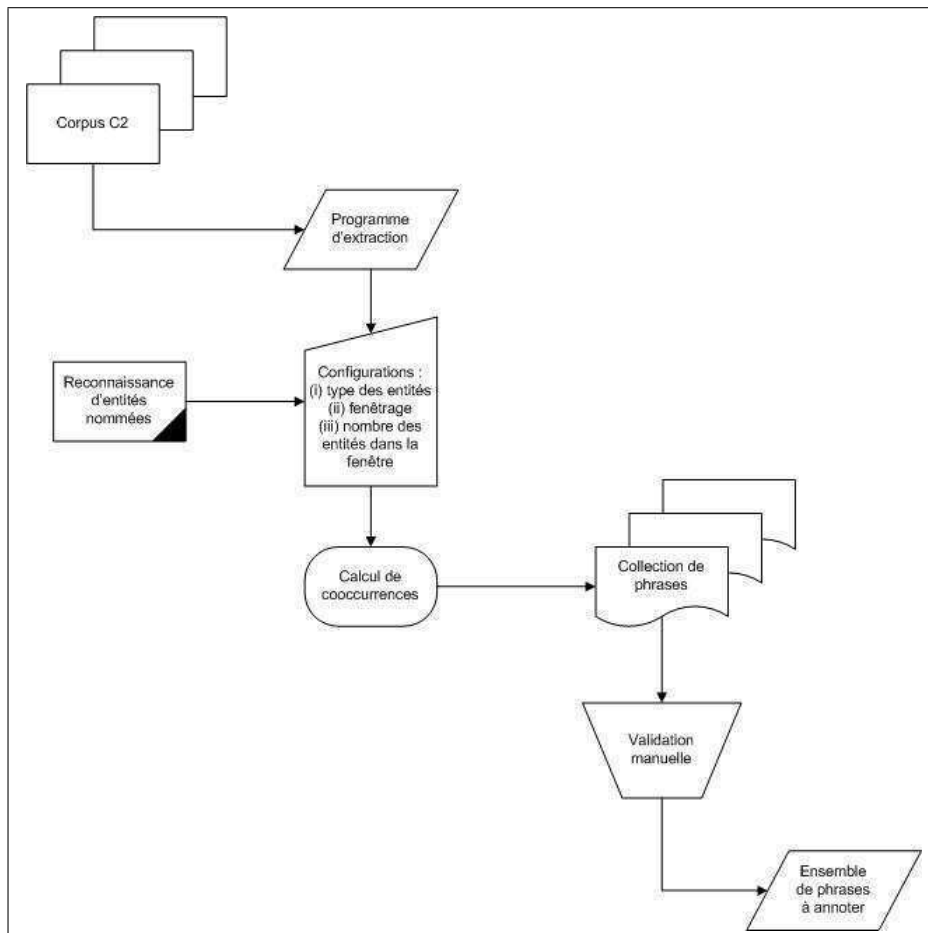 Corpus C2
Programme
d'extraction
Reconnaissance
d'entités
nommées
Configurations :
(i) type des entités
(ii) fenêtrage
(iii) nombre des
entités dans la
fenêtre
Calcul de
cooccurrences
Collection de
phrases
Validation
manuelle
Ensemble
de phrases
à annoter